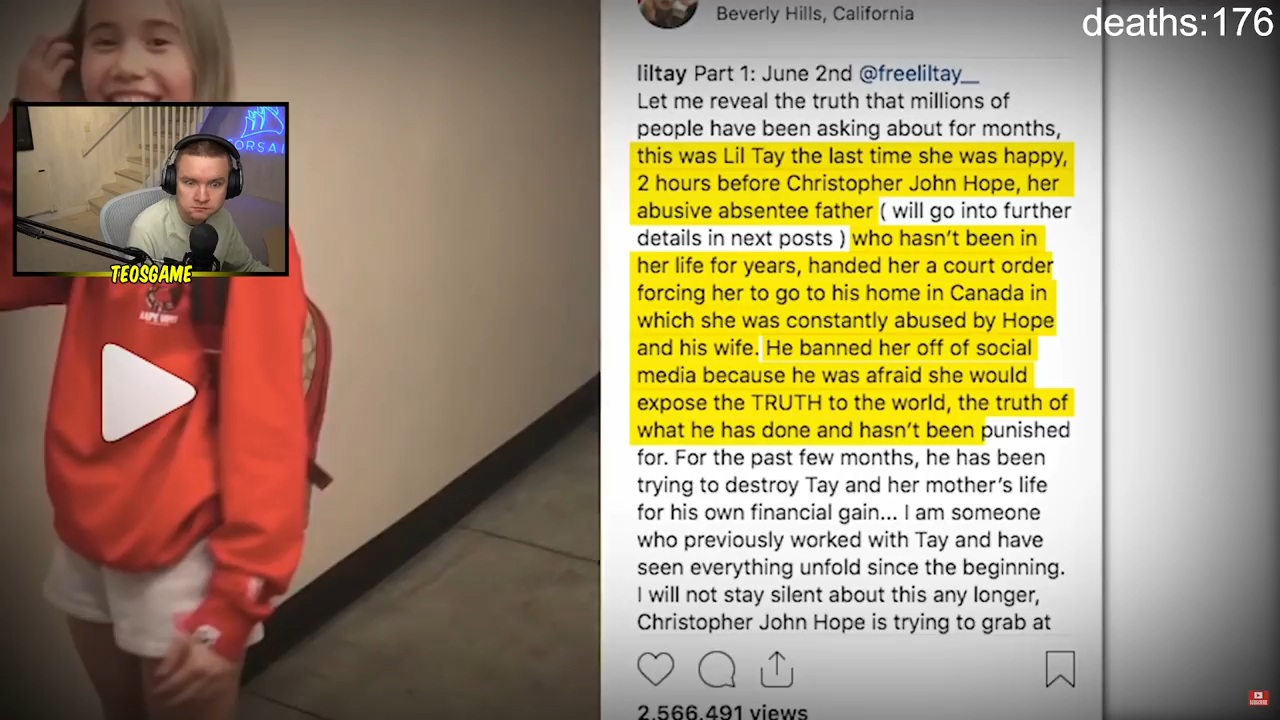 Beverly Hills, California
deaths:176
liltay Part 1: June 2nd @freeliltay__
Let me reveal the truth that millions of
people have been asking about for months,
this was Lil Tay the last time she was happy,
2 hours before Christopher John Hope, her
abusive absentee father ( will go into further
details in next posts ) who hasn't been in
her life for years, handed her a court order
forcing her to go to his home in Canada in
which she was constantly abused by Hope
and his wife. He banned her off of social
media because he was afraid she would
expose the TRUTH to the world, the truth of
what he has done and hasn't been punished
for. For the past few months, he has been
trying to destroy Tay and her mother's life
for his own financial gain... I am someone
who previously worked with Tay and have
seen everything unfold since the beginning.
I will not stay silent about this any longer,
Christopher John Hope is trying to grab at
2,566,491 views
CORSAI
TEOSGAME
SUBSCRIBE